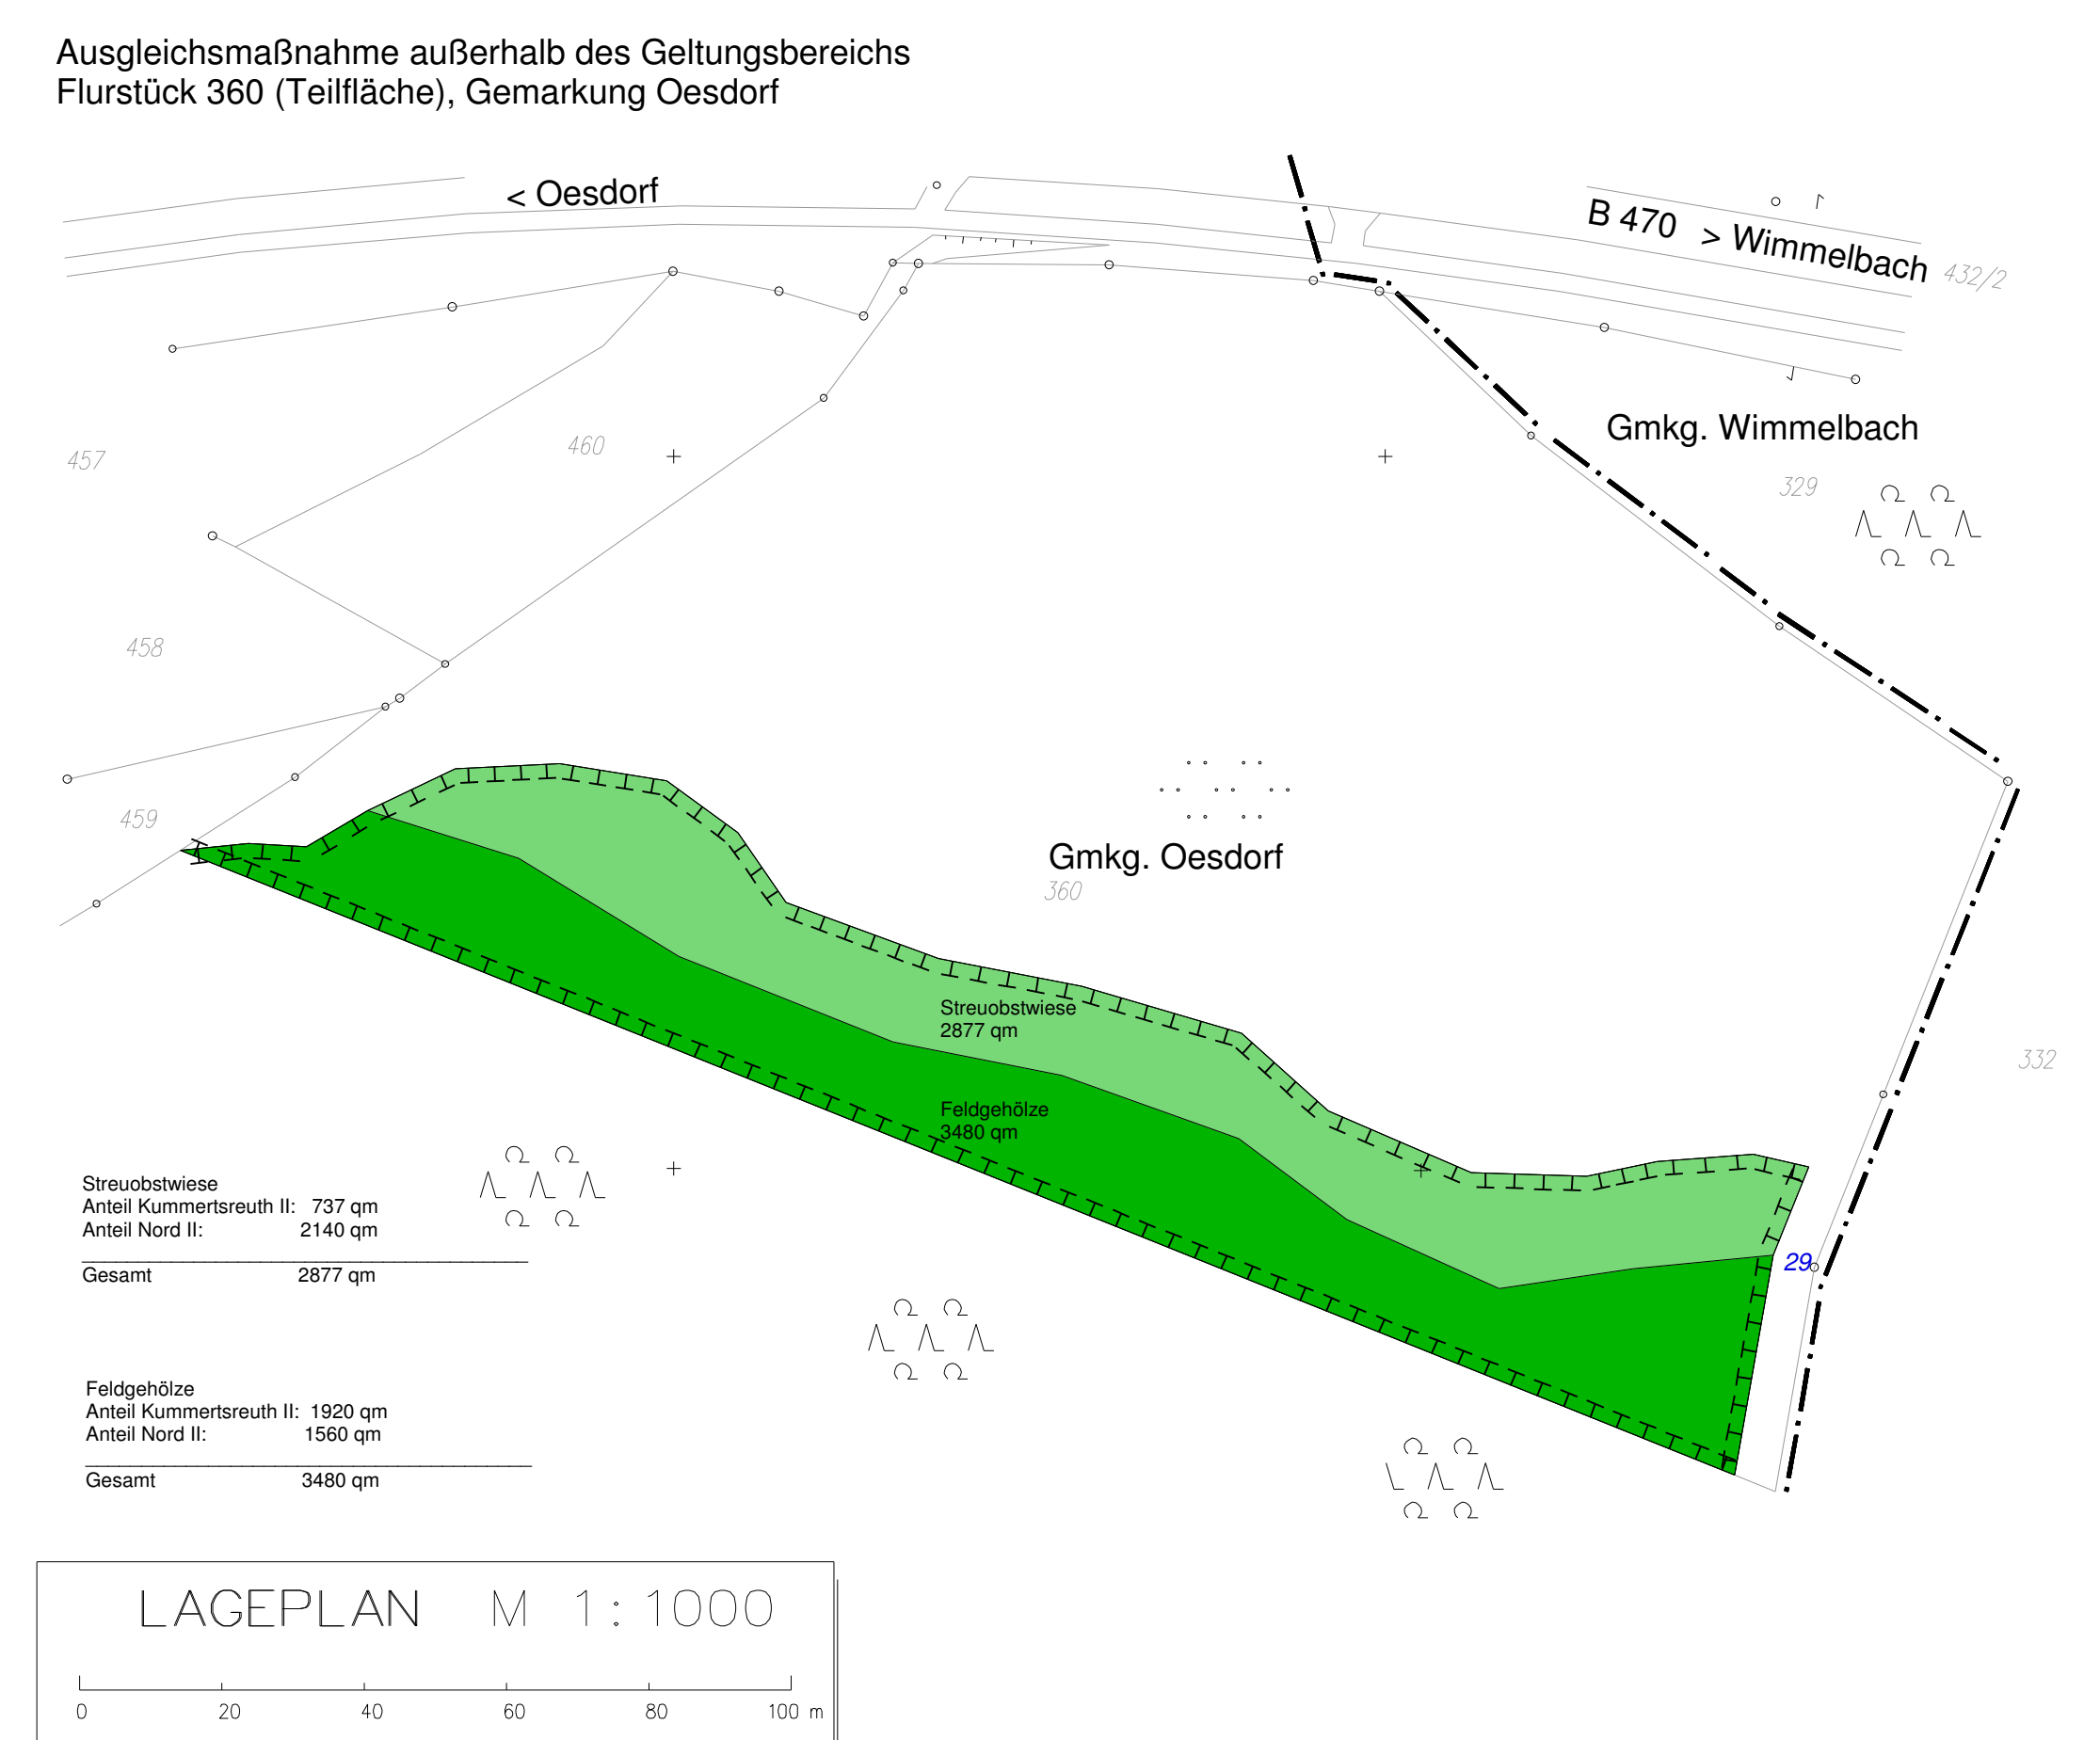 Ausgleichsmaßnahme außerhalb des Geltungsbereichs
Flurstück 360 (Teilfläche), Gemarkung Oesdorf
< Oesdorf
B 470 > Wimmelbach
432/2
Gmkg. Wimmelbach
457
460
329
458
459
Gmkg. Oesdorf
360
Streuobstwiese
2877 qm
332
Feldgehölze
3480 qm
29
Streuobstwiese
Anteil Kummertsreuth II: 737 qm
Anteil Nord II: 2140 qm
Gesamt 2877 qm
Feldgehölze
Anteil Kummertsreuth II: 1920 qm
Anteil Nord II: 1560 qm
Gesamt 3480 qm
LAGEPLAN M 1:1000
0 20 40 60 80 100 m